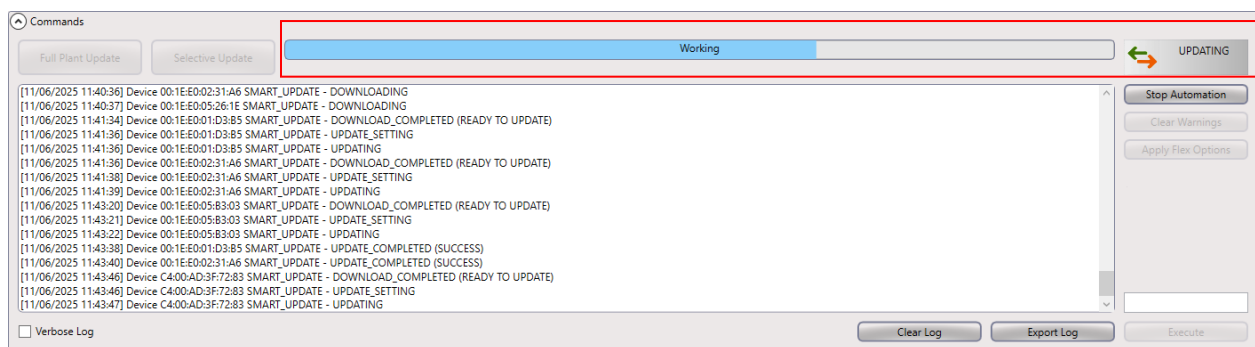 Commands
Full Plant Update
Selective Update
Working
UPDATING
[11/06/2025 11:40:36] Device 00:1E:E0:02:31:A6 SMART_UPDATE - DOWNLOADING
[11/06/2025 11:40:37] Device 00:1E:E0:05:26:1E SMART_UPDATE - DOWNLOADING
[11/06/2025 11:41:34] Device 00:1E:E0:01:D3:B5 SMART_UPDATE - DOWNLOAD_COMPLETED (READY TO UPDATE)
[11/06/2025 11:41:36] Device 00:1E:E0:01:D3:B5 SMART_UPDATE - UPDATE_SETTING
[11/06/2025 11:41:36] Device 00:1E:E0:01:D3:B5 SMART_UPDATE - UPDATING
[11/06/2025 11:41:36] Device 00:1E:E0:02:31:A6 SMART_UPDATE - DOWNLOAD_COMPLETED (READY TO UPDATE)
[11/06/2025 11:41:38] Device 00:1E:E0:02:31:A6 SMART_UPDATE - UPDATE_SETTING
[11/06/2025 11:41:39] Device 00:1E:E0:02:31:A6 SMART_UPDATE - UPDATING
[11/06/2025 11:43:20] Device 00:1E:E0:05:B3:03 SMART_UPDATE - DOWNLOAD_COMPLETED (READY TO UPDATE)
[11/06/2025 11:43:21] Device 00:1E:E0:05:B3:03 SMART_UPDATE - UPDATE_SETTING
[11/06/2025 11:43:22] Device 00:1E:E0:05:B3:03 SMART_UPDATE - UPDATING
[11/06/2025 11:43:38] Device 00:1E:E0:01:D3:B5 SMART_UPDATE - UPDATE_COMPLETED (SUCCESS)
[11/06/2025 11:43:40] Device 00:1E:E0:02:31:A6 SMART_UPDATE - UPDATE_COMPLETED (SUCCESS)
[11/06/2025 11:43:46] Device C4:00:AD:3F:72:83 SMART_UPDATE - DOWNLOAD_COMPLETED (READY TO UPDATE)
[11/06/2025 11:43:46] Device C4:00:AD:3F:72:83 SMART_UPDATE - UPDATE_SETTING
[11/06/2025 11:43:47] Device C4:00:AD:3F:72:83 SMART_UPDATE - UPDATING
Stop Automation
Clear Warnings
Apply Flex Options
Verbose Log
Clear Log
Export Log
Execute